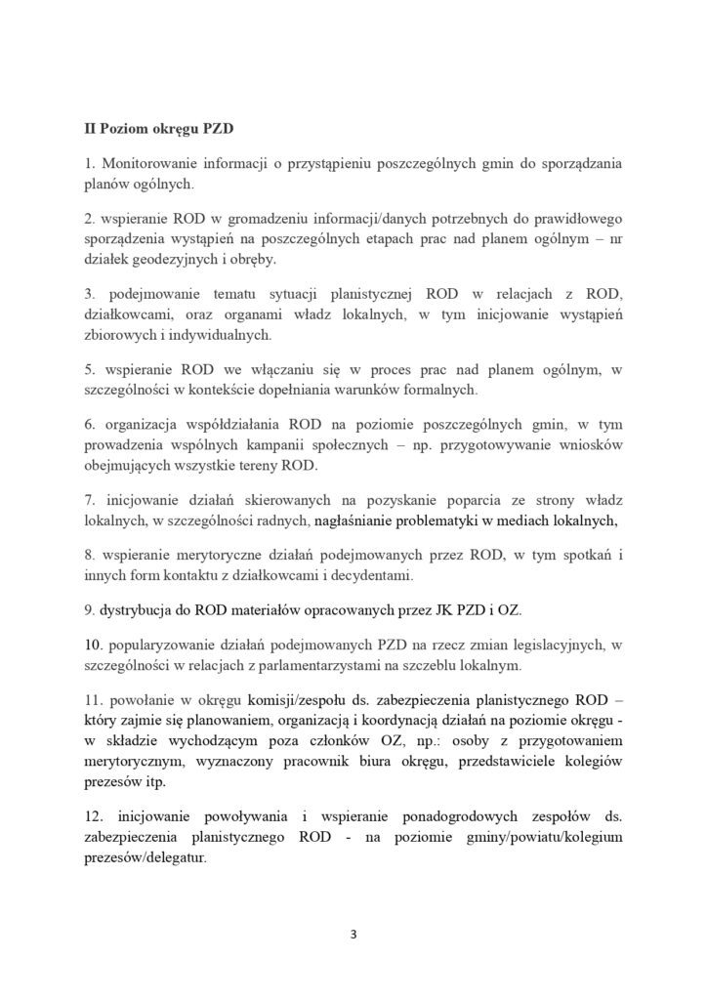 II Poziom okręgu PZD
1. Monitorowanie informacji o przystąpieniu poszczególnych gmin do sporządzania
planów ogólnych.
2. wspieranie ROD w gromadzeniu informacji/danych potrzebnych do prawidłowego
sporządzenia wystąpień na poszczególnych etapach prac nad planem ogólnym – nr
działek geodezyjnych i obręby.
3. podejmowanie tematu sytuacji planistycznej ROD w relacjach z ROD,
działkowcami, oraz organami władz lokalnych, w tym inicjowanie wystąpień
zbiorowych i indywidualnych.
5. wspieranie ROD we włączaniu się w proces prac nad planem ogólnym, w
szczególności w kontekście dopełniania warunków formalnych.
6. organizacja współdziałania ROD na poziomie poszczególnych gmin, w tym
prowadzenia wspólnych kampanii społecznych – np. przygotowywanie wniosków
obejmujących wszystkie tereny ROD.
7. inicjowanie działań skierowanych na pozyskanie poparcia ze strony władz
lokalnych, w szczególności radnych, nagłaśnianie problematyki w mediach lokalnych,
8. wspieranie merytoryczne działań podejmowanych przez ROD, w tym spotkań i
innych form kontaktu z działkowcami i decydentami.
9. dystrybucja do ROD materiałów opracowanych przez JK PZD i OZ.
10. popularyzowanie działań podejmowanych PZD na rzecz zmian legislacyjnych, w
szczególności w relacjach z parlamentarzystami na szczeblu lokalnym.
11. powołanie w okręgu komisji/zespołu ds. zabezpieczenia planistycznego ROD –
który zajmie się planowaniem, organizacją i koordynacją działań na poziomie okręgu -
w składzie wychodzącym poza członków OZ, np.: osoby z przygotowaniem
merytorycznym, wyznaczony pracownik biura okręgu, przedstawiciele kolegiów
prezesów itp.
12. inicjowanie powoływania i wspieranie ponadogrodowych zespołów ds.
zabezpieczenia planistycznego ROD - na poziomie gminy/powiatu/kolegium
prezesów/delegatur.
3